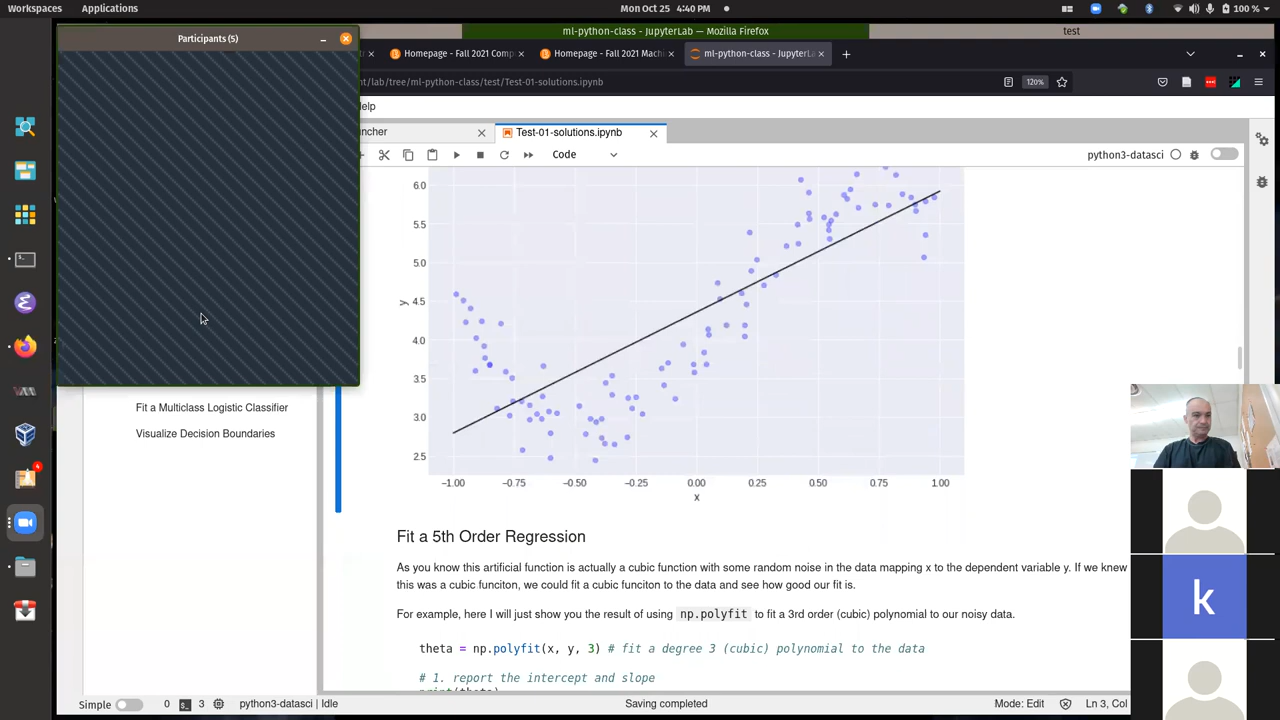 Workspaces Applications Mon Oct 25 4:40 PM 100 %
Participants (5)
ml-python-class - JupyterLab — Mozilla Firefox
test
Homepage - Fall 2021 Comp
Homepage - Fall 2021 Machi
ml-python-class - JupyterLa
nt/lab/tree/ml-python-class/test/Test-01-solutions.ipynb
120%
elp
uncher
Test-01-solutions.ipynb
Code
python3-datasci
6.0
5.5
5.0
4.5
4.0
3.5
3.0
2.5
y
−1.00 −0.75 −0.50 −0.25 0.00 0.25 0.50 0.75 1.00
x
Fit a Multiclass Logistic Classifier
Visualize Decision Boundaries
Fit a 5th Order Regression
As you know this artificial function is actually a cubic function with some random noise in the data mapping x to the dependent variable y. If we knew
this was a cubic funciton, we could fit a cubic funciton to the data and see how good our fit is.
For example, here I will just show you the result of using np.polyfit to fit a 3rd order (cubic) polynomial to our noisy data.
theta = np.polyfit(x, y, 3) # fit a degree 3 (cubic) polynomial to the data
# 1. report the intercept and slope
print(theta)
k
4
Simple 0 3 python3-datasci | Idle Saving completed Mode: Edit Ln 3, Col